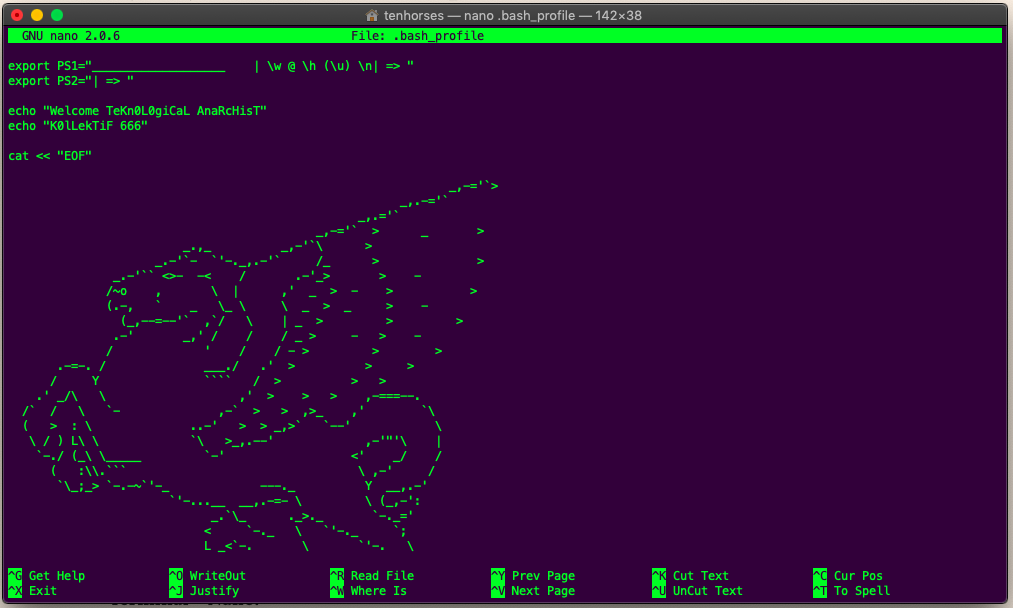 tenhorses — nano .bash_profile — 142×38
GNU nano 2.0.6 File: .bash_profile
export PS1="___________________    | \w @ \h (\u) \n| => "
export PS2="| => "
echo "Welcome TeKn0L0giCaL AnaRcHisT"
echo "K0lLekTiF 666"
cat << "EOF"
^G Get Help ^O WriteOut ^R Read File ^Y Prev Page ^K Cut Text ^C Cur Pos
^X Exit ^J Justify ^W Where Is ^V Next Page ^U UnCut Text ^T To Spell